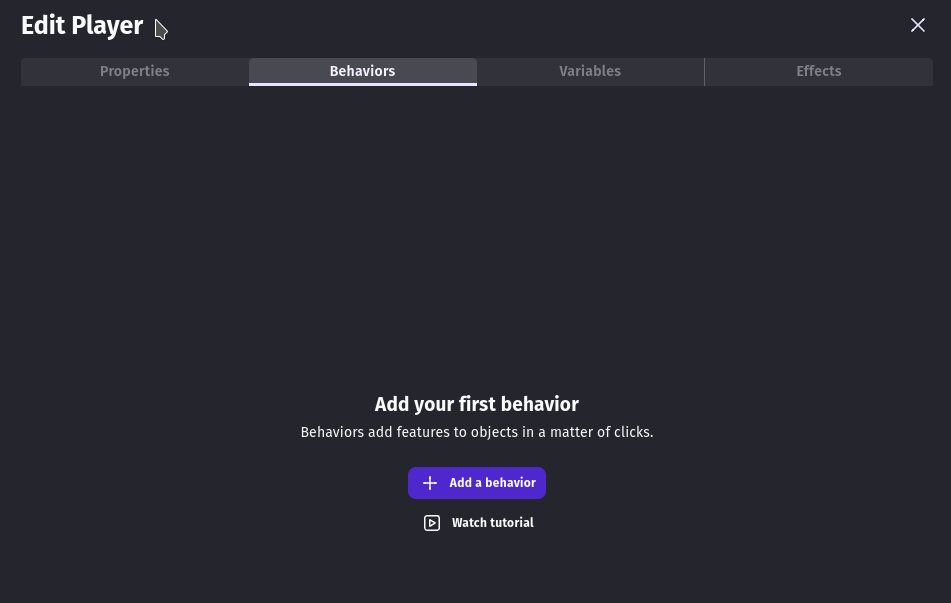 Edit Player
Properties
Behaviors
Variables
Effects
Add your first behavior
Behaviors add features to objects in a matter of clicks.
Add a behavior
Watch tutorial